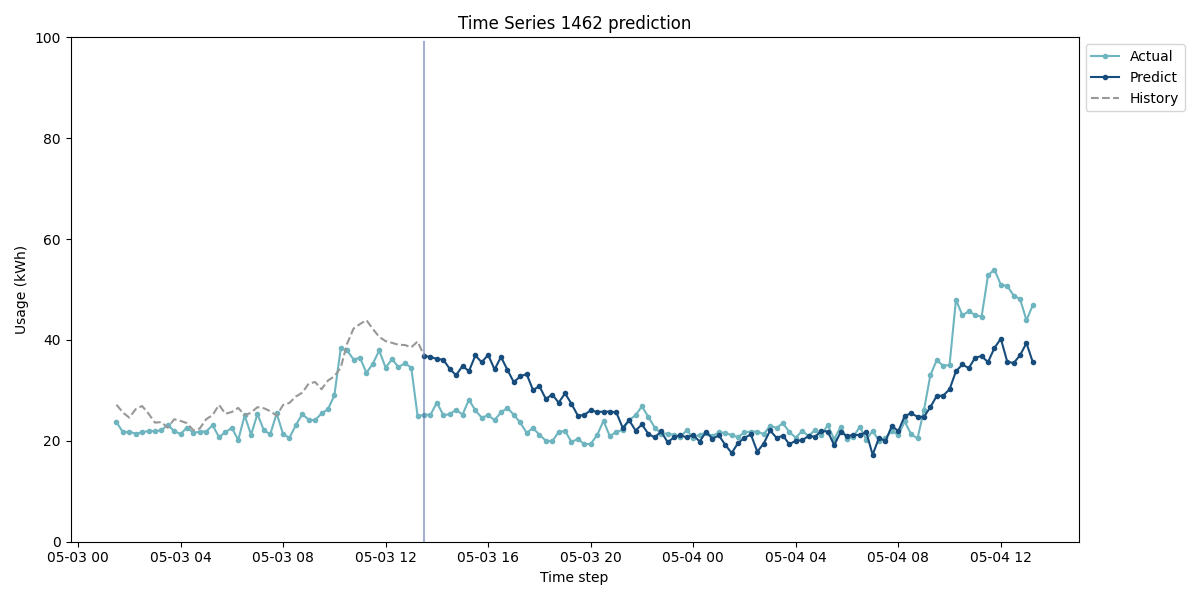 Time Series 1462 prediction
100
80
60
40
20
0
Usage (kWh)
05-03 00
05-03 04
05-03 08
05-03 12
05-03 16
05-03 20
05-04 00
05-04 04
05-04 08
05-04 12
Time step
Actual
Predict
History